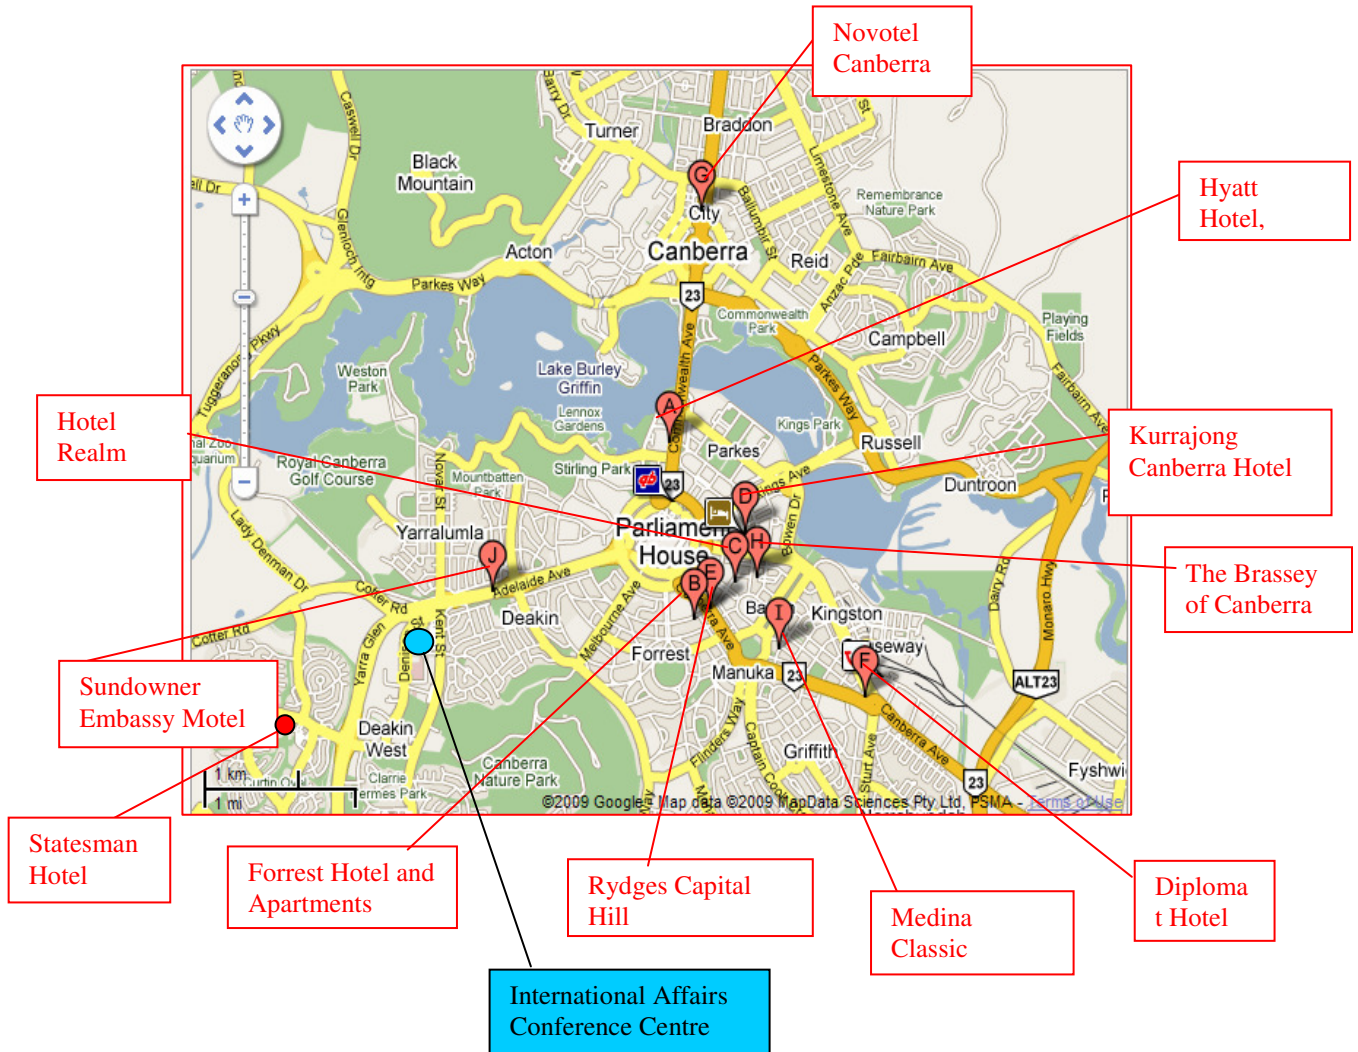 Novotel
Canberra
Hyatt
Hotel,
Hotel
Realm
Kurrajong
Canberra Hotel
The Brassey
of Canberra
Sundowner
Embassy Motel
Statesman
Hotel
Forrest Hotel and
Apartments
Rydges Capital
Hill
Medina
Classic
Diploma
t Hotel
International Affairs
Conference Centre
Barry Dr
Caswell Dr
Turner
Braddon
Black
Mountain
G
City
Limestone Ave
Remembrance
Nature Park
Ballumbir St
Glenloch Intg
Acton
Canberra
Reid
Anzac Pde
Fairbairn Ave
Parkes Way
23
Commonwealth
Park
Playing
Fields
Campbell
Tuggeranong Pkwy
Weston
Park
Lake Burley
Griffin
Parkes Way
Fairbairn Ave
Lennox
Gardens
A
Kings Park
Russell
Parkes
Royal Canberra
Golf Course
Novar St
Mountbatten
Park
Stirling Park
23
Kings Ave
D
Duntroon
Bowen Dr
Lady Denman Dr
Yarralumla
Parliament
House
C
H
J
E
B
Adelaide Ave
Cotter Rd
Cotter Rd
Deakin
Melbourne Ave
I
Kingston
Dairy Rd
Monaro Hwy
Yarra Glen
Kent St
Forrest
Manuka
23
F
ALT23
Deakin
West
Flinders Way
Canberra Ave
Canberra
Nature Park
Griffith
Sturt Ave
23
1 km
1 mi
©2009 Google - Map data ©2009 MapData Sciences Pty Ltd, PSMA - Terms of Use